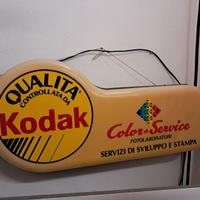 QUALITÀ
CONTROLLATA DA
Kodak
Color Service
FOTOLABORATORI
SERVIZI DI SVILUPPO E STAMPA